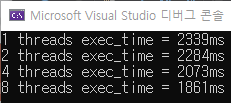 Microsoft Visual Studio 디버그 콘솔
1 threads exec_time = 2339ms
2 threads exec_time = 2284ms
4 threads exec_time = 2073ms
8 threads exec_time = 1861ms